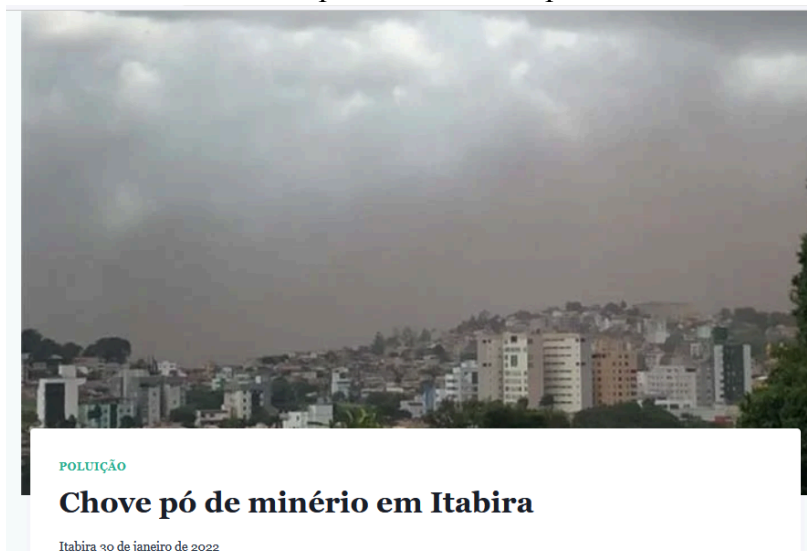 POLUIÇÃO
Chove pó de minério em Itabira
Itabira 30 de janeiro de 2022